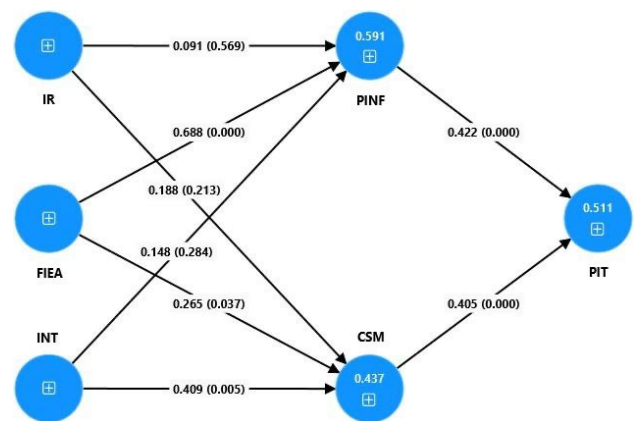 0.591
0.091 (0.569)
IR
PINF
0.688 (0.000)
0.422 (0.000)
0.188 (0.213)
0.511
0.148 (0.284)
FIEA
PIT
0.265 (0.037)
0.405 (0.000)
INT
CSM
0.437
0.409 (0.005)